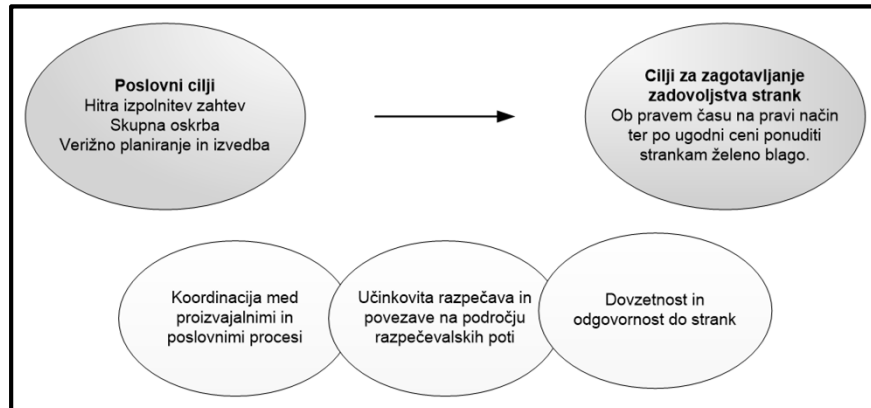 Poslovni cilji
Hitra izpolnitev zahtev
Skupna oskrba
Verižno planiranje in izvedba
Cilji za zagotavljanje
zadovoljstva strank
Ob pravem času na pravi način
ter po ugodni ceni ponuditi
strankam želeno blago.
Koordinacija med
proizvajalnimi in
poslovnimi procesi
Učinkovita razpečava in
povezave na področju
razpečevalskih poti
Dovzetnost in
odgovornost do strank